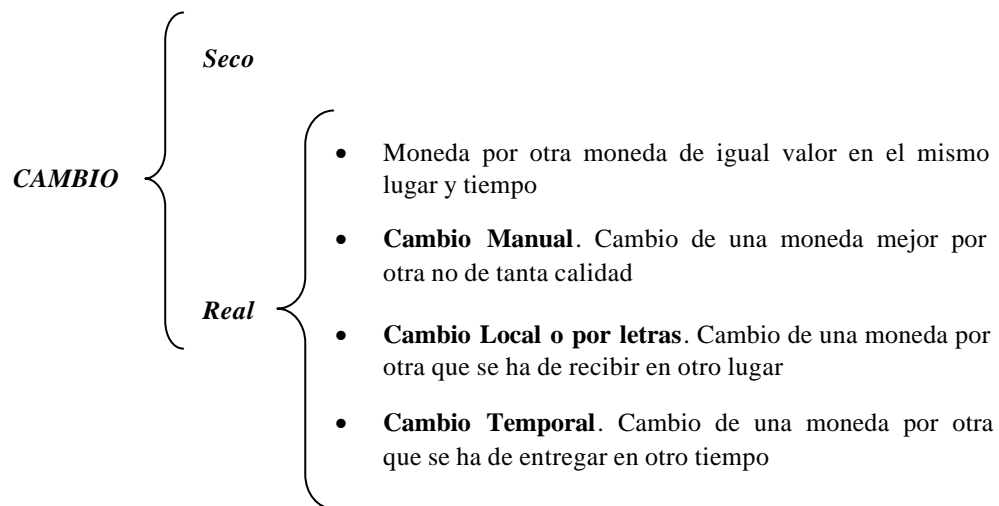 Seco
CAMBIO
Real
• Moneda por otra moneda de igual valor en el mismo
lugar y tiempo
• Cambio Manual. Cambio de una moneda mejor por
otra no de tanta calidad
• Cambio Local o por letras. Cambio de una moneda por
otra que se ha de recibir en otro lugar
• Cambio Temporal. Cambio de una moneda por otra
que se ha de entregar en otro tiempo